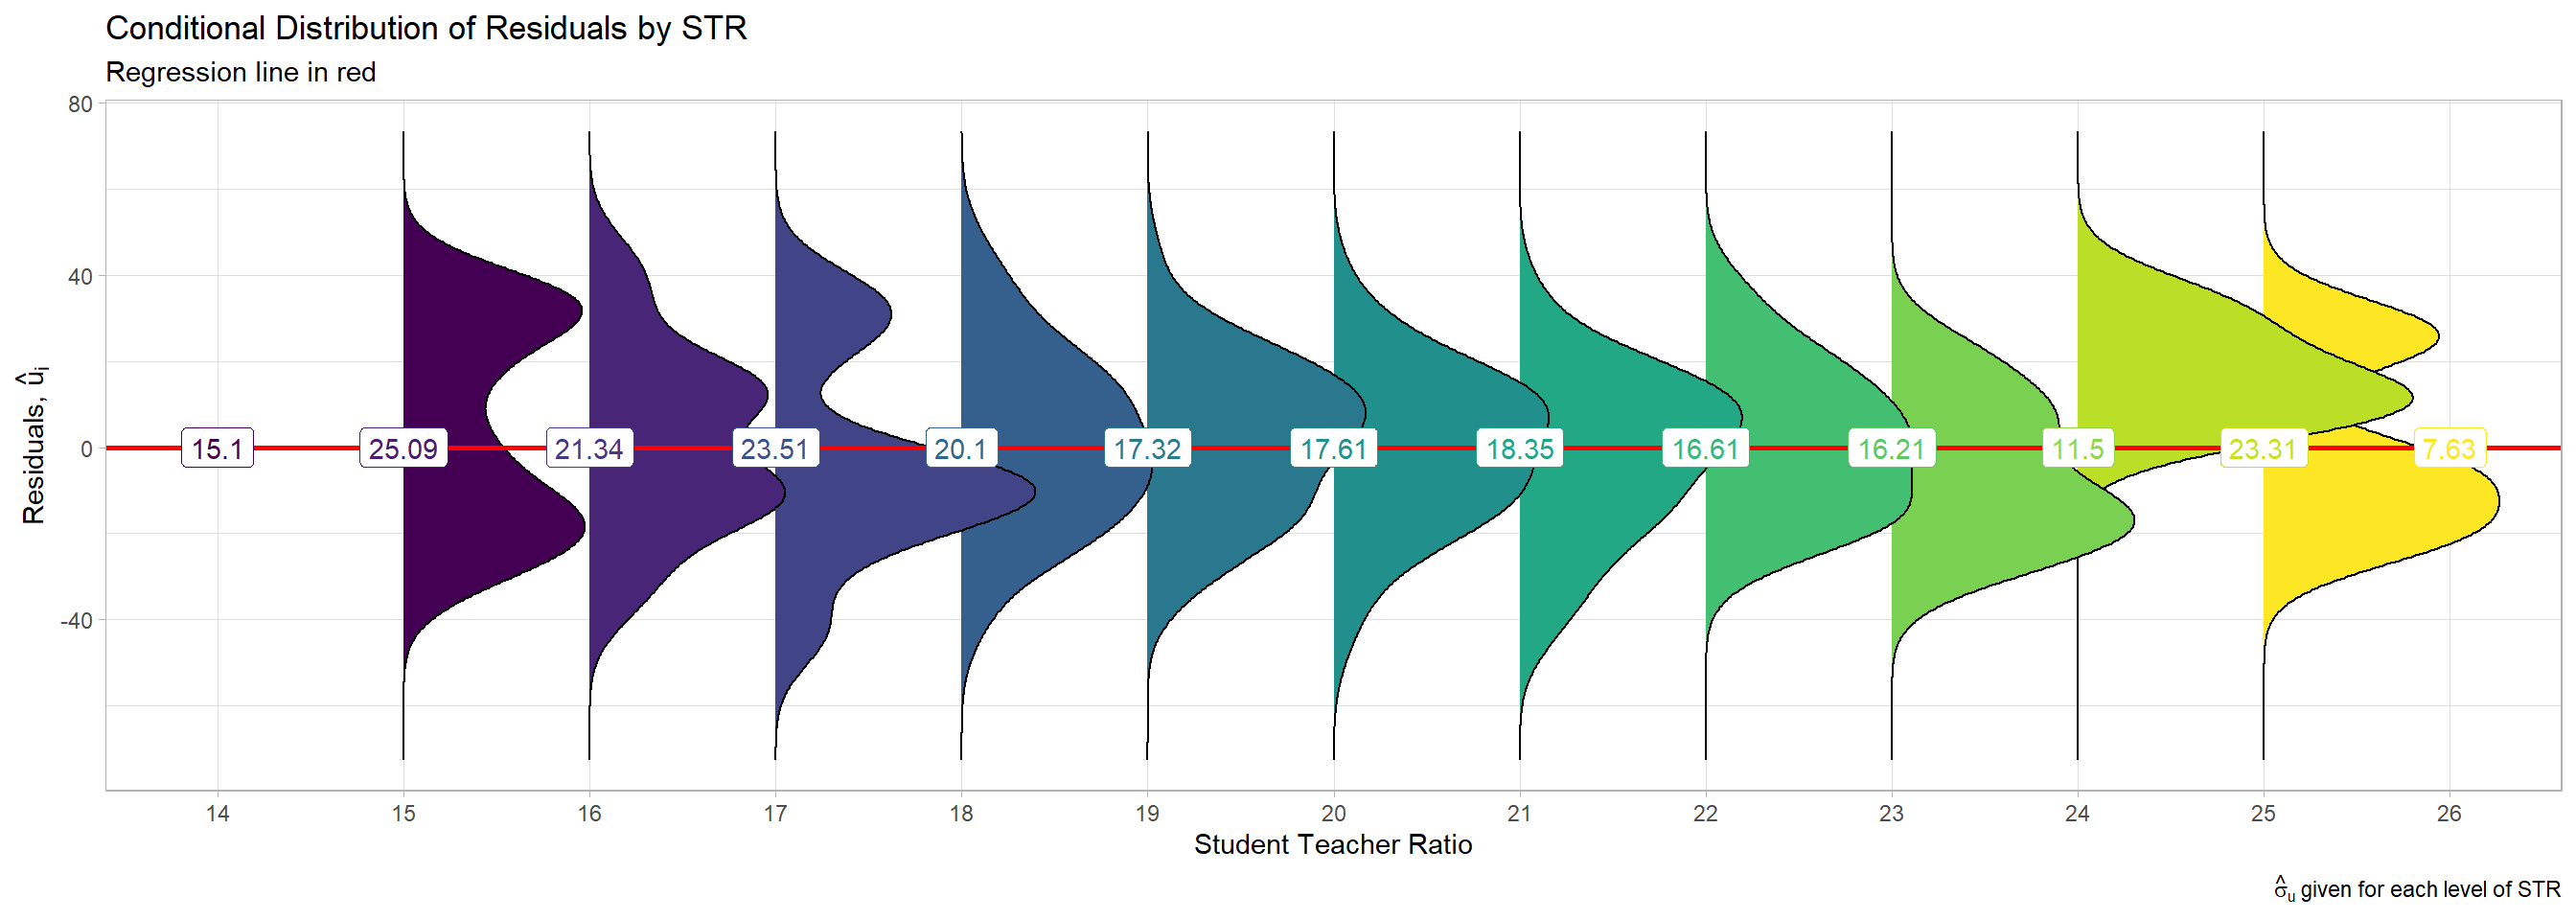 Conditional Distribution of Residuals by STR
Regression line in red
80
40
0
-40
Residuals, ûᵢ
15.1 25.09 21.34 23.51 20.1 17.32 17.61 18.35 16.61 16.21 11.5 23.31 7.63
14 15 16 17 18 19 20 21 22 23 24 25 26
Student Teacher Ratio
σ̂ᵤ given for each level of STR